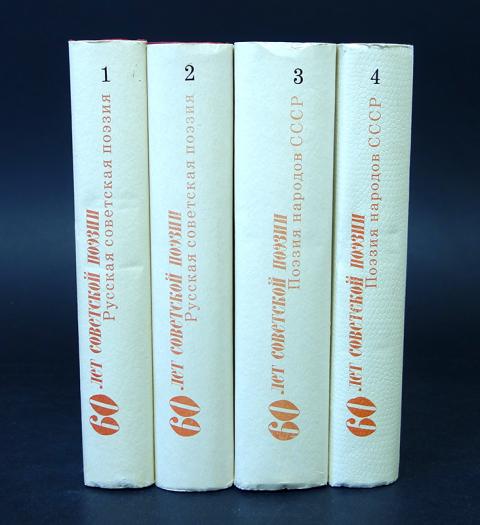 1
60 лет советской поэзии
Русская советская поэзия
2
60 лет советской поэзии
Русская советская поэзия
3
60 лет советской поэзии
Поэзия народов СССР
4
60 лет советской поэзии
Поэзия народов СССР